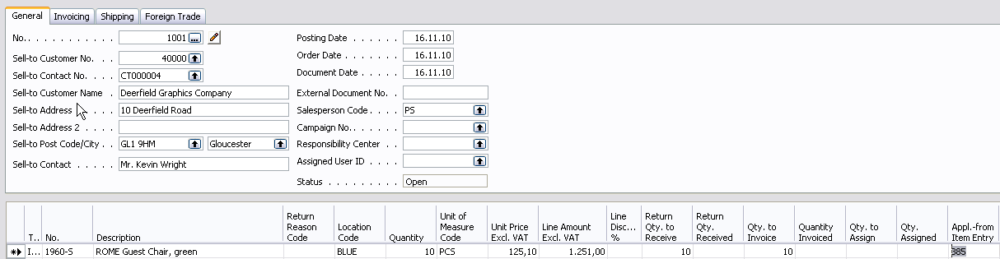 General Invoicing Shipping Foreign Trade
No. . . . . . . . . . . . 1001 ... Posting Date . . . . . . 16.11.10
Sell-to Customer No. . . 40000 Order Date . . . . . . . 16.11.10
Sell-to Contact No. . . . CT000004 Document Date . . . . . 16.11.10
Sell-to Customer Name . Deerfield Graphics Company External Document No. .
Sell-to Address . . . . 10 Deerfield Road Salesperson Code . . . . PS
Sell-to Address 2 . . . . Campaign No. . . . . . .
Sell-to Post Code/City . . GL1 9HM Gloucester Responsibility Center . .
Sell-to Contact . . . . . Mr. Kevin Wright Assigned User ID . . . .
Status . . . . . . . . . Open
T.. No. Description Return Reason Code Location Code Quantity Unit of Measure Code Unit Price Excl. VAT Line Amount Excl. VAT Line Disc... % Return Qty. to Receive Return Qty. Received Qty. to Invoice Quantity Invoiced Qty. to Assign Qty. Assigned Appl.-from Item Entry
I... 1960-S ROME Guest Chair, green BLUE 10 PCS 125,10 1.251,00 10 10 385